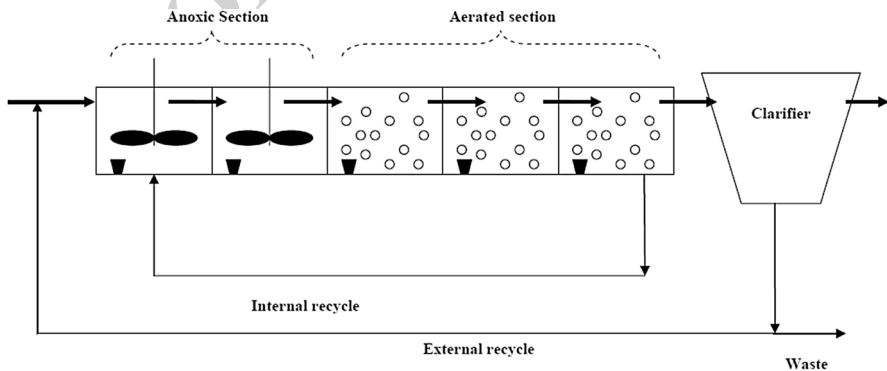 Anoxic Section
Aerated section
Clarifier
Internal recycle
External recycle
Waste